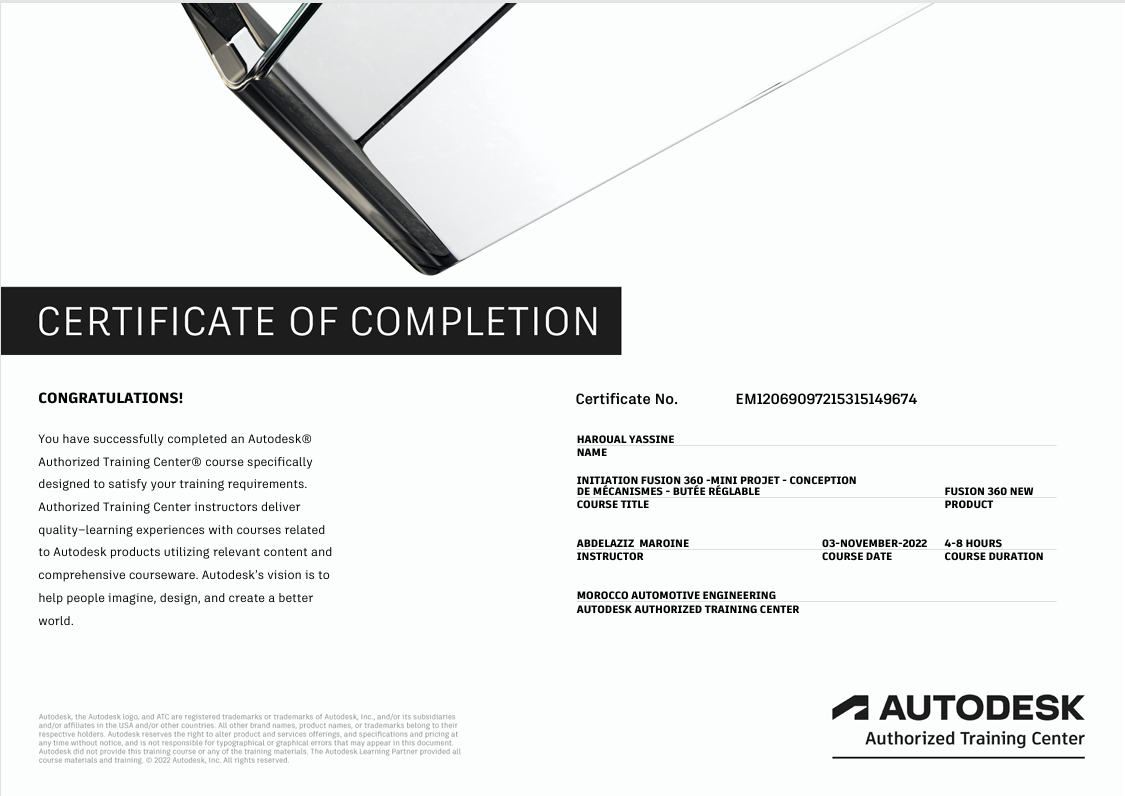 CERTIFICATE OF COMPLETION
CONGRATULATIONS!
You have successfully completed an Autodesk®
Authorized Training Center® course specifically
designed to satisfy your training requirements.
Authorized Training Center instructors deliver
quality–learning experiences with courses related
to Autodesk products utilizing relevant content and
comprehensive courseware. Autodesk's vision is to
help people imagine, design, and create a better
world.
Certificate No. EM12069097215315149674
HAROUAL YASSINE
NAME
INITIATION FUSION 360 -MINI PROJET - CONCEPTION
DE MÉCANISMES - BUTÉE RÉGLABLE FUSION 360 NEW
COURSE TITLE PRODUCT
ABDELAZIZ MAROINE 03-NOVEMBER-2022 4-8 HOURS
INSTRUCTOR COURSE DATE COURSE DURATION
MOROCCO AUTOMOTIVE ENGINEERING
AUTODESK AUTHORIZED TRAINING CENTER
Autodesk, the Autodesk logo, and ATC are registered trademarks or trademarks of Autodesk, Inc., and/or its subsidiaries
and/or affiliates in the USA and/or other countries. All other brand names, product names, or trademarks belong to their
respective holders. Autodesk reserves the right to alter product and services offerings, and specifications and pricing at
any time without notice, and is not responsible for typographical or graphical errors that may appear in this document.
Autodesk did not provide this training course or any of the training materials. The Autodesk Learning Partner provided all
course materials and training. © 2022 Autodesk, Inc. All rights reserved.
AUTODESK
Authorized Training Center